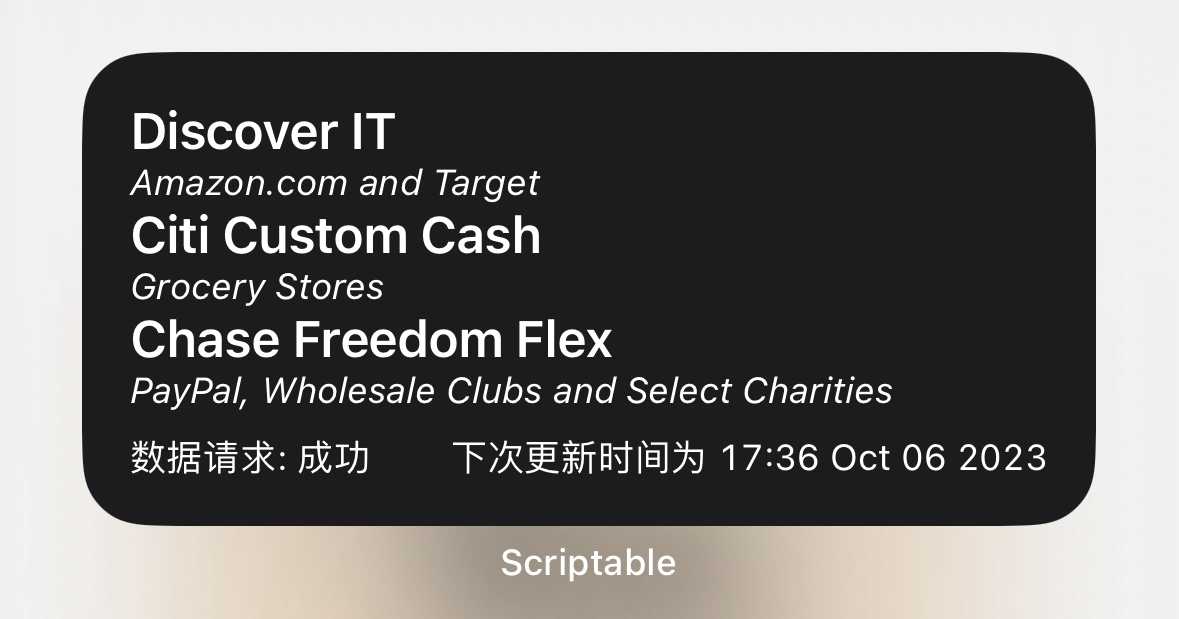 Discover IT
Amazon.com and Target
Citi Custom Cash
Grocery Stores
Chase Freedom Flex
PayPal, Wholesale Clubs and Select Charities
数据请求: 成功 下次更新时间为 17:36 Oct 06 2023
Scriptable